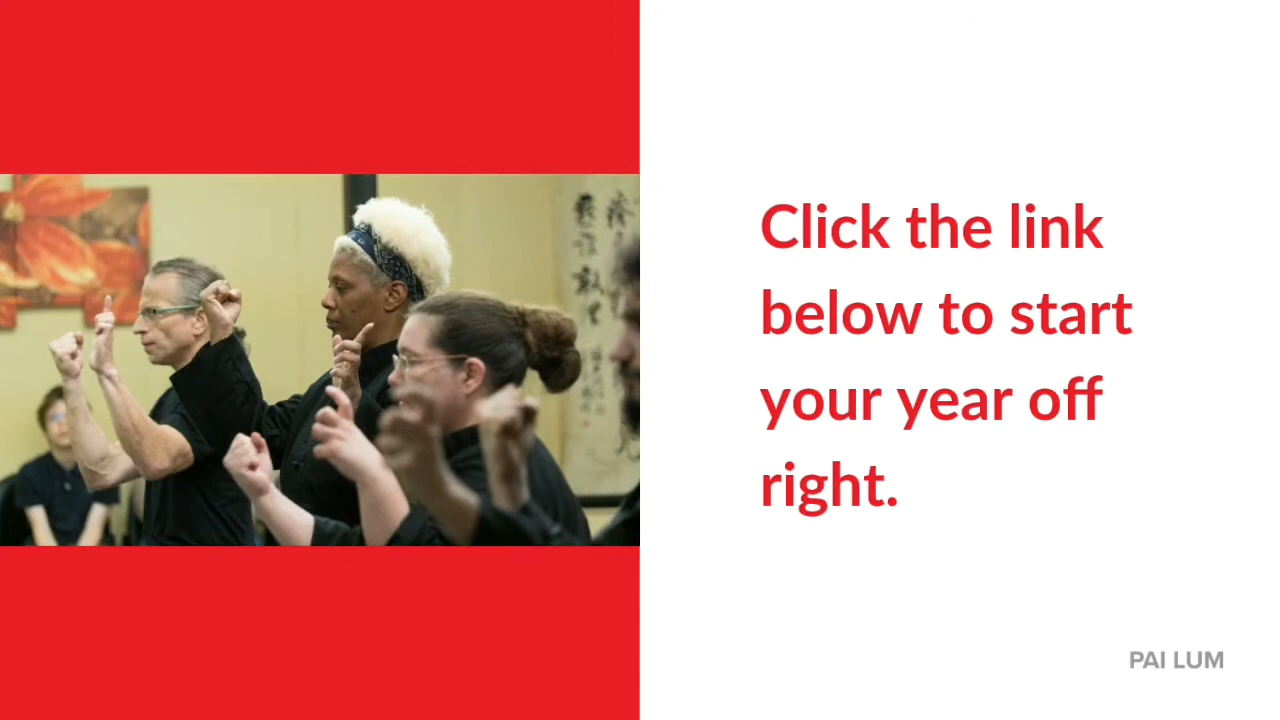 Click the link
below to start
your year off
right.
PAI LUM